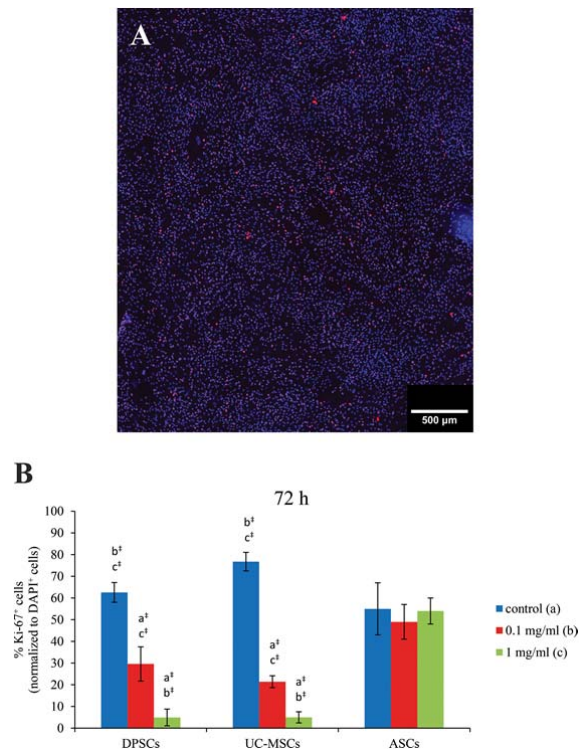 A
500 µm
B
72 h
% Ki-67⁺ cells
(normalized to DAPI⁺ cells)
100
90
80
70
60
50
40
30
20
10
0
b‡
c‡
a‡
c‡
a‡
b‡
b‡
c‡
a‡
c‡
a‡
b‡
DPSCs
UC-MSCs
ASCs
control (a)
0.1 mg/ml (b)
1 mg/ml (c)